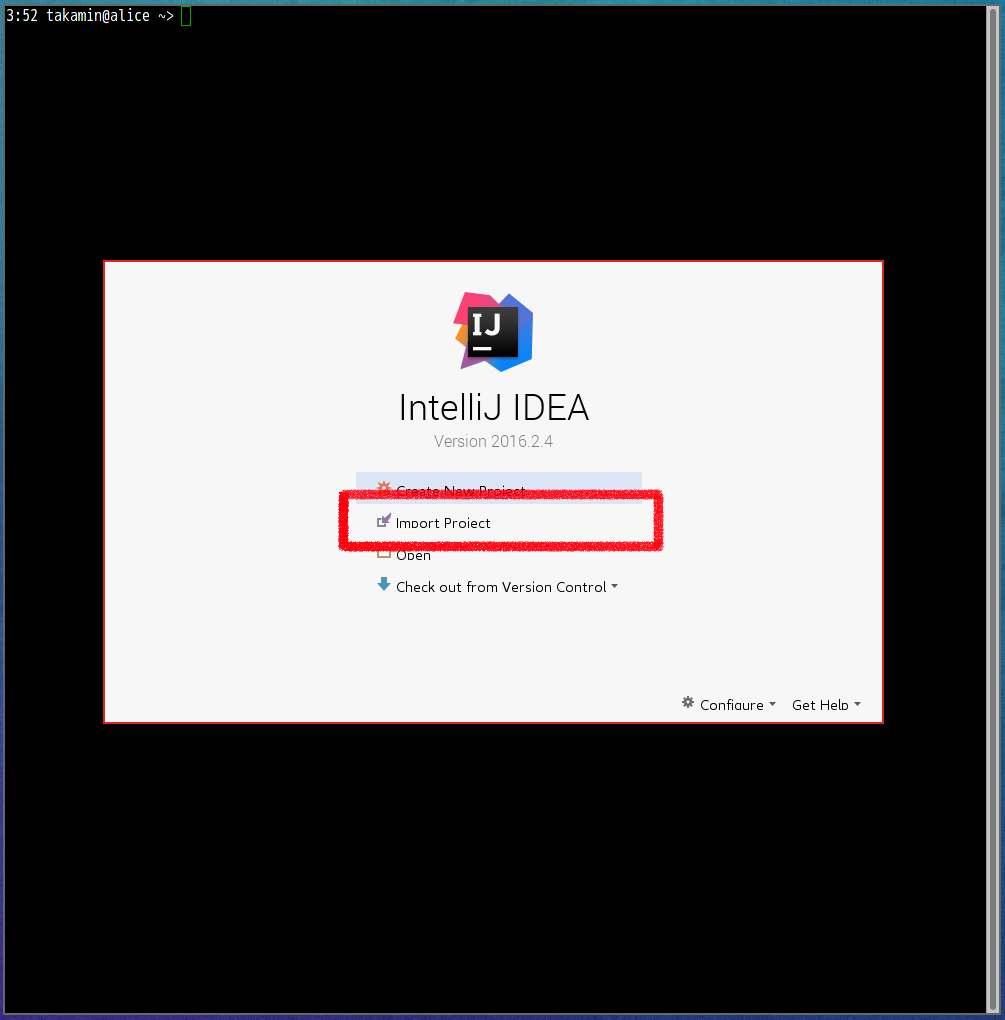 3:52 takamin@alice ~>
IJ
IntelliJ IDEA
Version 2016.2.4
Create New Project
Import Project
Open
Check out from Version Control
Configure Get Help